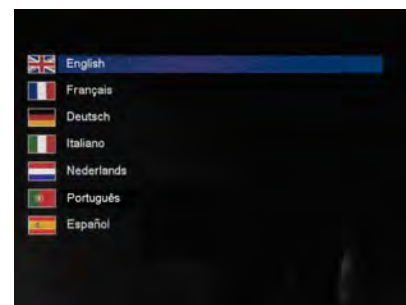 English
Français
Deutsch
Italiano
Nederlands
Português
Español